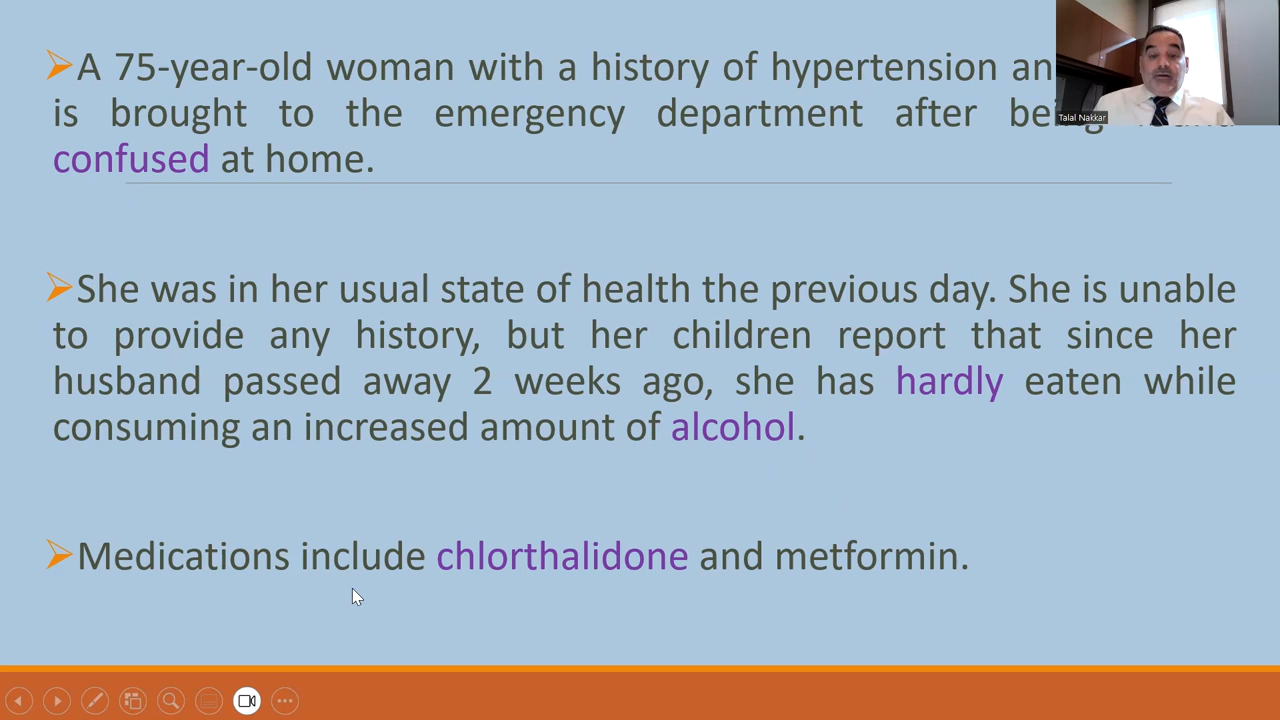 A 75-year-old woman with a history of hypertension
is brought to the emergency department after being
confused at home.
She was in her usual state of health the previous day. She is unable
to provide any history, but her children report that since her
husband passed away 2 weeks ago, she has hardly eaten while
consuming an increased amount of alcohol.
Medications include chlorthalidone and metformin.
Talal Nakkar